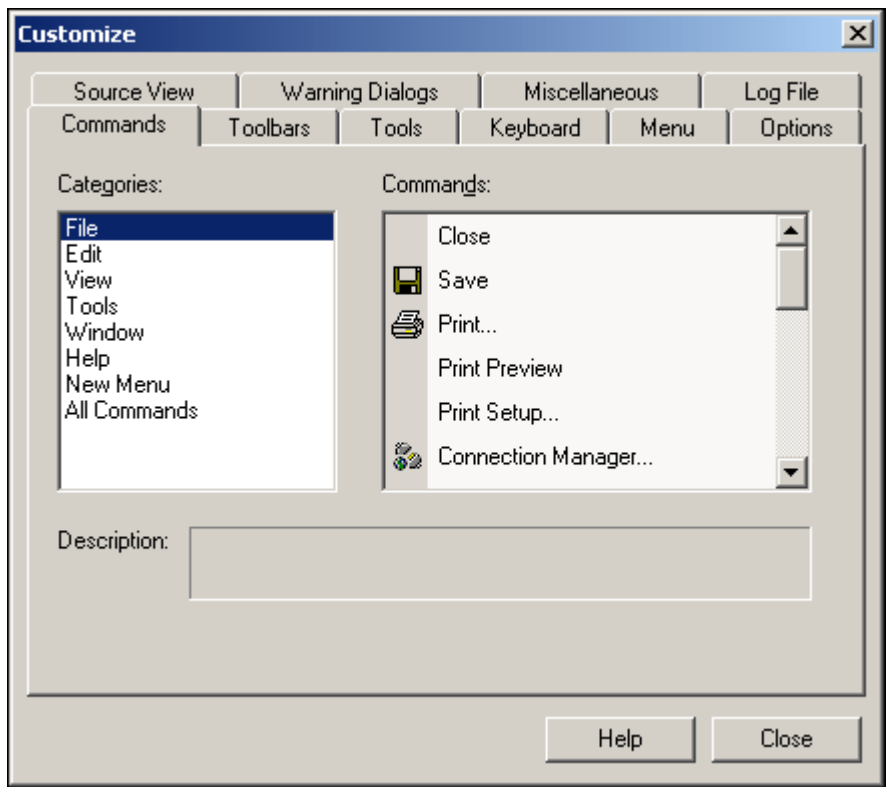 Customize
Source View Warning Dialogs Miscellaneous Log File
Commands Toolbars Tools Keyboard Menu Options
Categories: Commands:
File
Edit
View
Tools
Window
Help
New Menu
All Commands
Close
Save
Print...
Print Preview
Print Setup...
Connection Manager...
Description:
Help Close